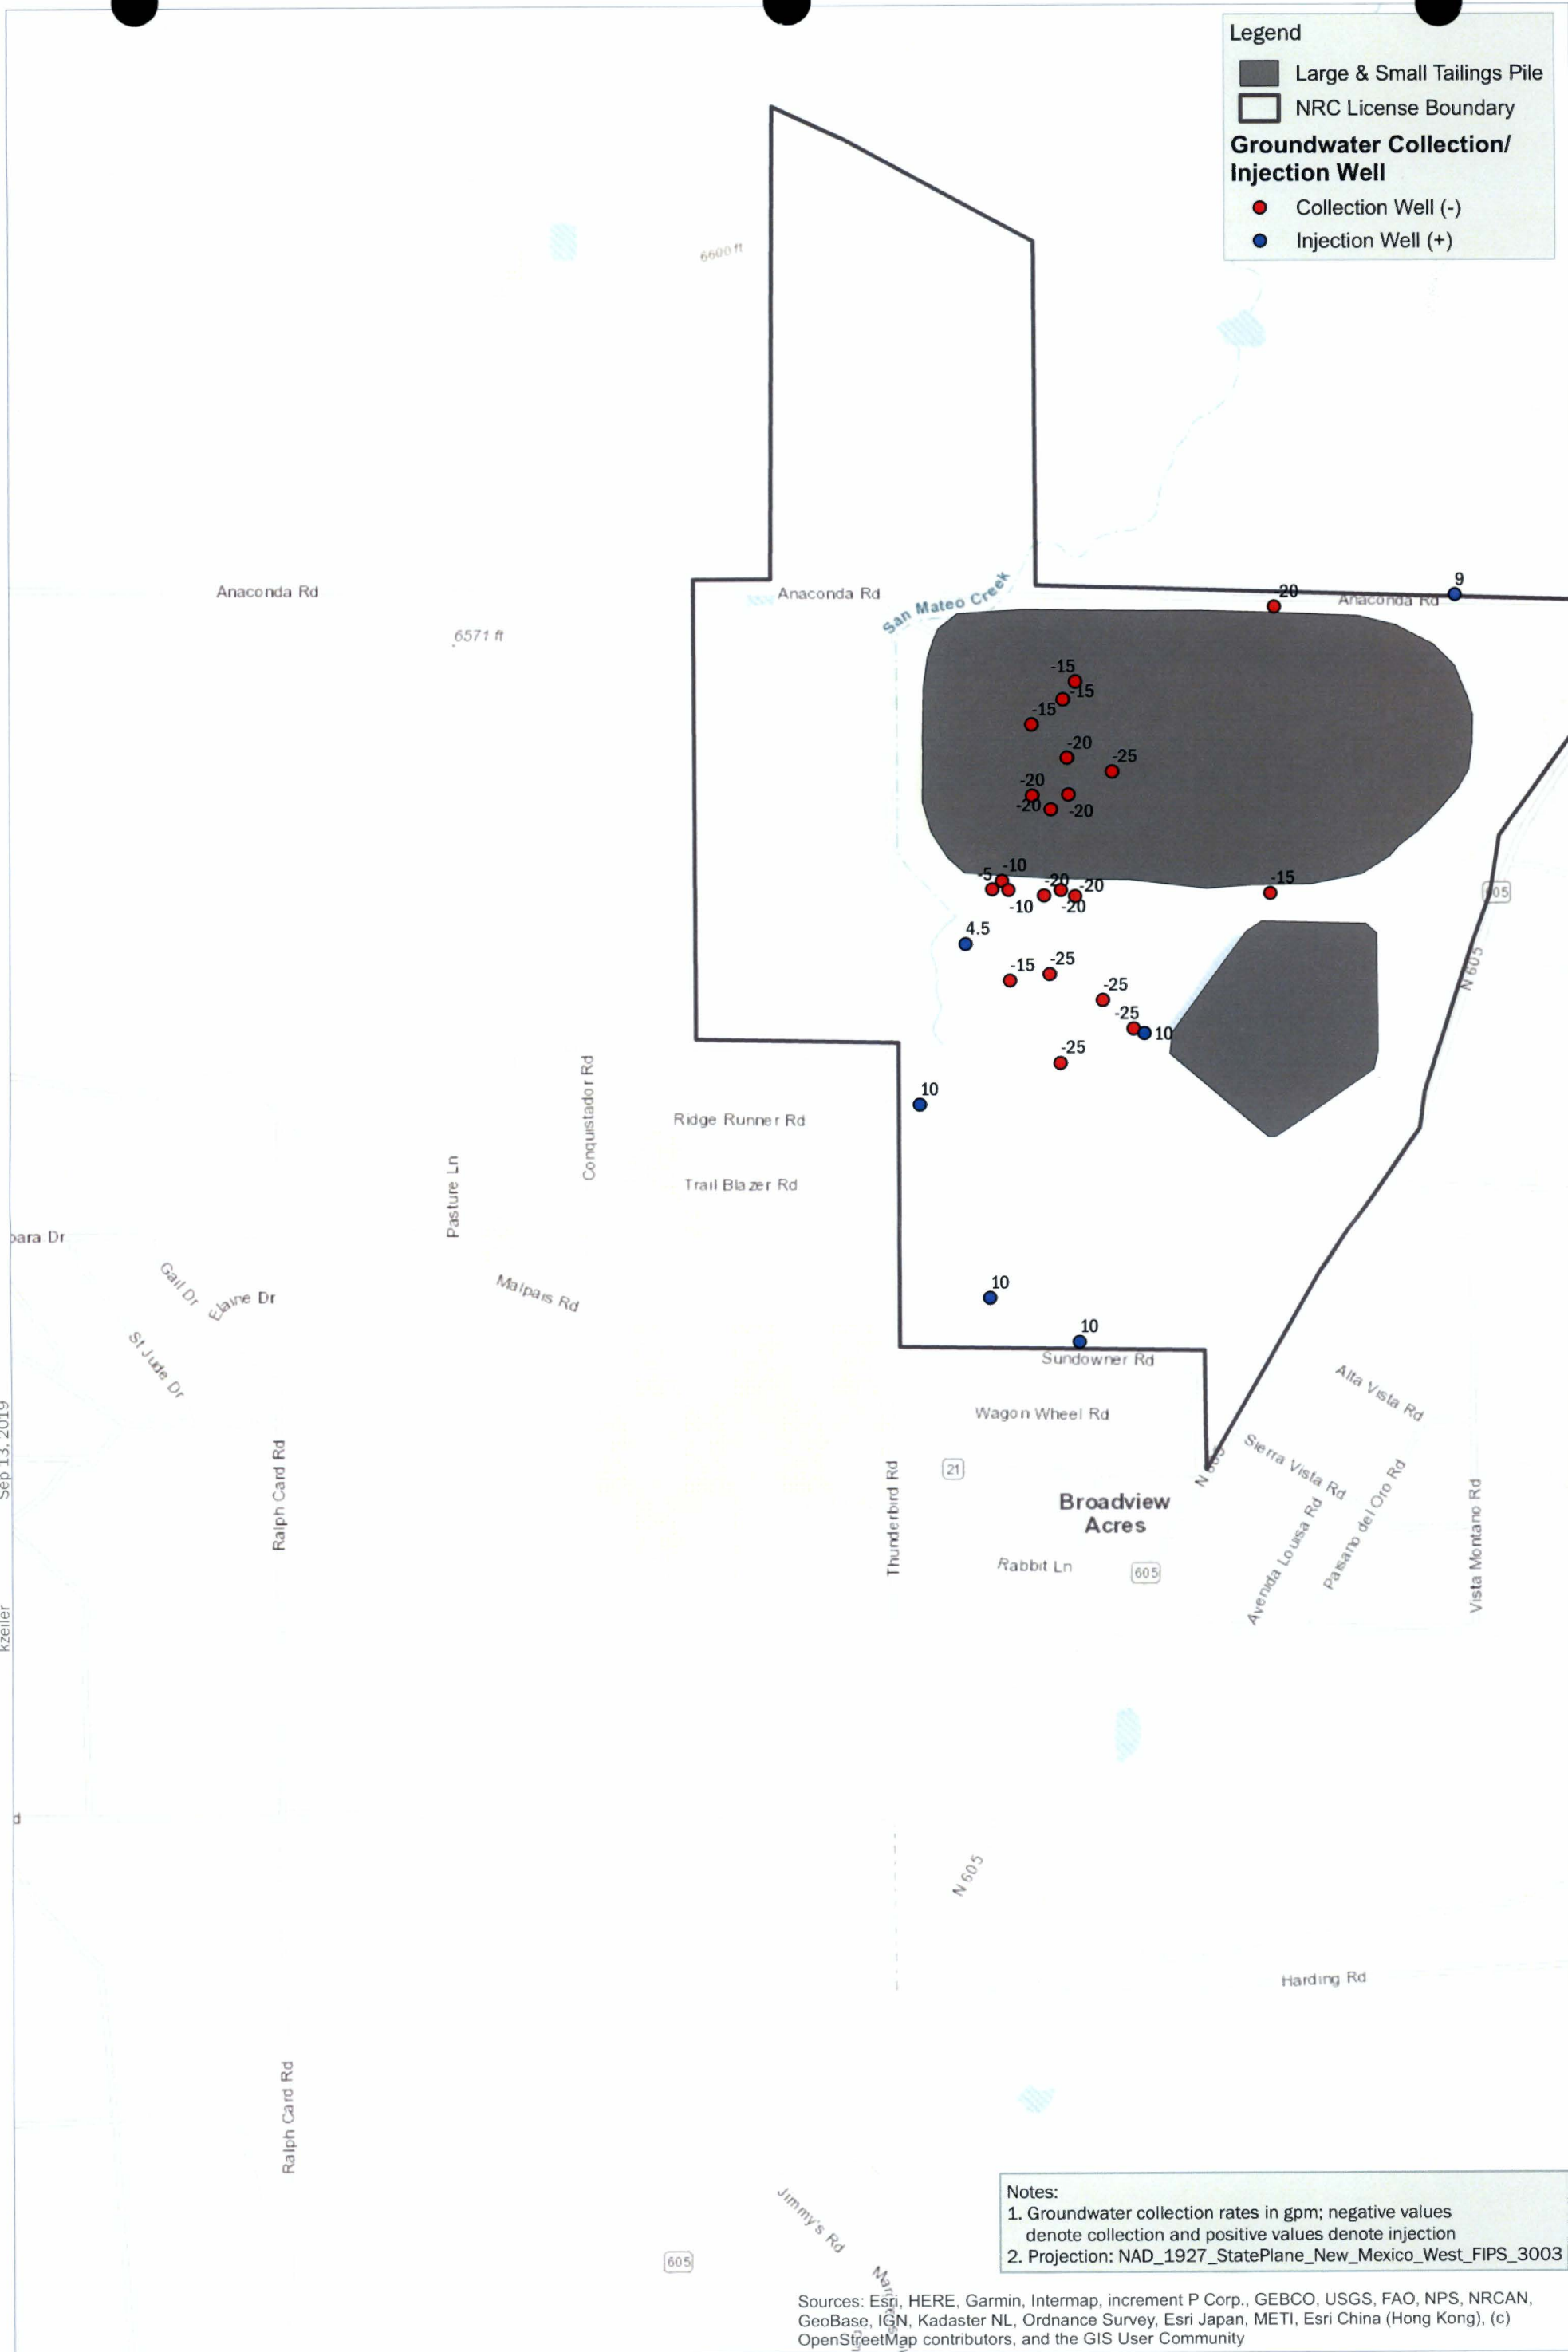 Legend
Large & Small Tailings Pile
NRC License Boundary
Groundwater Collection/
Injection Well
Collection Well (-)
Injection Well (+)
6600 ft
Anaconda Rd
Anaconda Rd
San Mateo Creek
20
Anaconda Rd
9
6571 ft
-15
-15
-15
-20
-25
-20
-20
-20
-10
-5
-10
-20
-20
-20
-15
605
4.5
-15
-25
-25
-25
10
-25
N 605
10
Conquistador Rd
Ridge Runner Rd
Pasture Ln
Trail Blazer Rd
para Dr
Gail Dr
Elaine Dr
Malpais Rd
St Jude Dr
10
10
Sundowner Rd
Alta Vista Rd
Wagon Wheel Rd
Sep 13, 2019
Ralph Card Rd
Thunderbird Rd
21
N 605
Sierra Vista Rd
Broadview
Acres
Avenida Louisa Rd
Paisano del Oro Rd
Vista Montano Rd
Rabbit Ln
605
kzeiler
d
N 605
Harding Rd
Ralph Card Rd
Jimmy's Rd
605
Notes:
1. Groundwater collection rates in gpm; negative values
denote collection and positive values denote injection
2. Projection: NAD_1927_StatePlane_New_Mexico_West_FIPS_3003
Sources: Esri, HERE, Garmin, Intermap, increment P Corp., GEBCO, USGS, FAO, NPS, NRCAN,
GeoBase, IGN, Kadaster NL, Ordnance Survey, Esri Japan, METI, Esri China (Hong Kong), (c)
OpenStreetMap contributors, and the GIS User Community